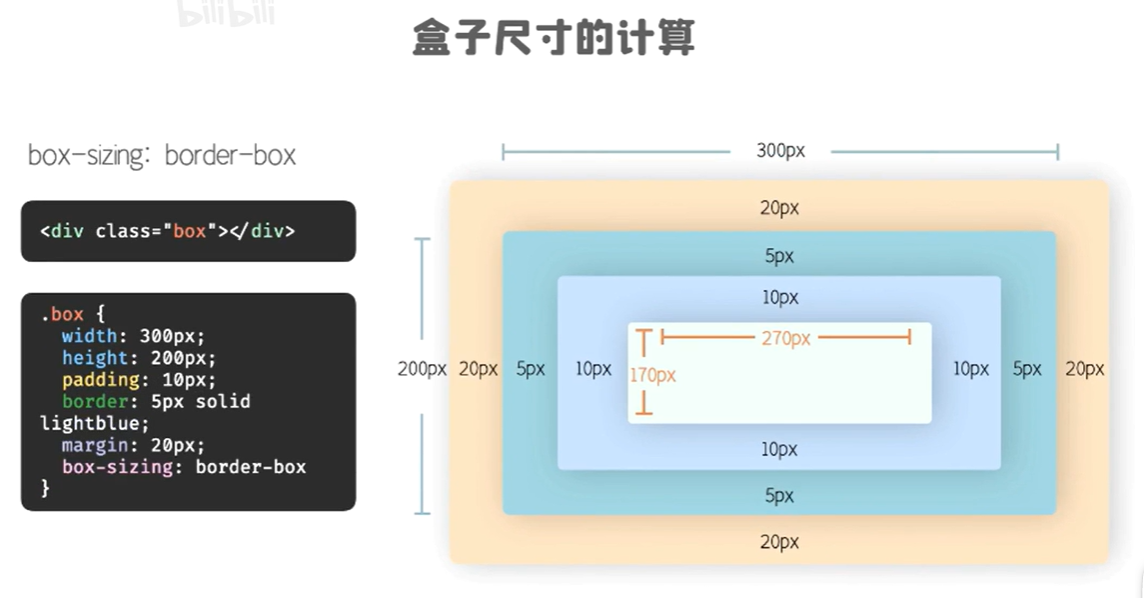 bilibili
盒子尺寸的计算
box-sizing: border-box
<div class="box"></div>
.box {
width: 300px;
height: 200px;
padding: 10px;
border: 5px solid
lightblue;
margin: 20px;
box-sizing: border-box
}
300px
20px
5px
10px
270px
200px 20px 5px 10px 170px 10px 5px 20px
10px
5px
20px